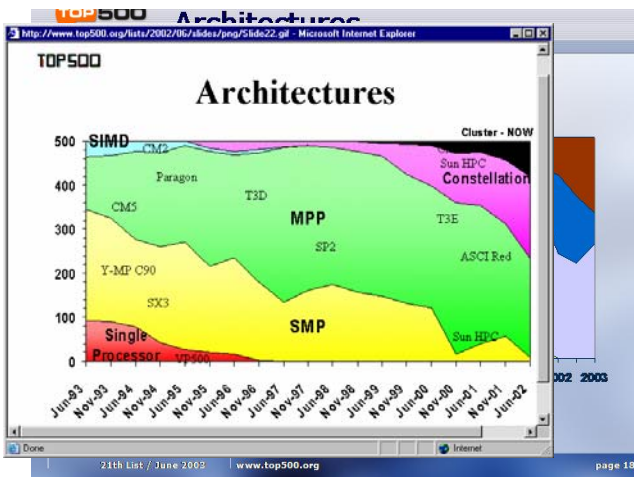 TOP500 Architectures
http://www.top500.org/lists/2002/06/slides/png/Slide22.gif - Microsoft Internet Explorer
TOP500
Architectures
Cluster - NOW
500
400
300
200
100
0
SIMD
CM2
Sun HPC
Constellation
Paragon
T3D
CM5
MPP
T3E
SP2
ASCI Red
Y-MP C90
SX3
SMP
Sun HPC
Single
Processor
VP500
Jun-93
Nov-93
Jun-94
Nov-94
Jun-95
Nov-95
Jun-96
Nov-96
Jun-97
Nov-97
Jun-98
Nov-98
Jun-99
Nov-99
Jun-00
Nov-00
Jun-01
Nov-01
Jun-02
2003
Done
Internet
21th List / June 2003
www.top500.org
page 18